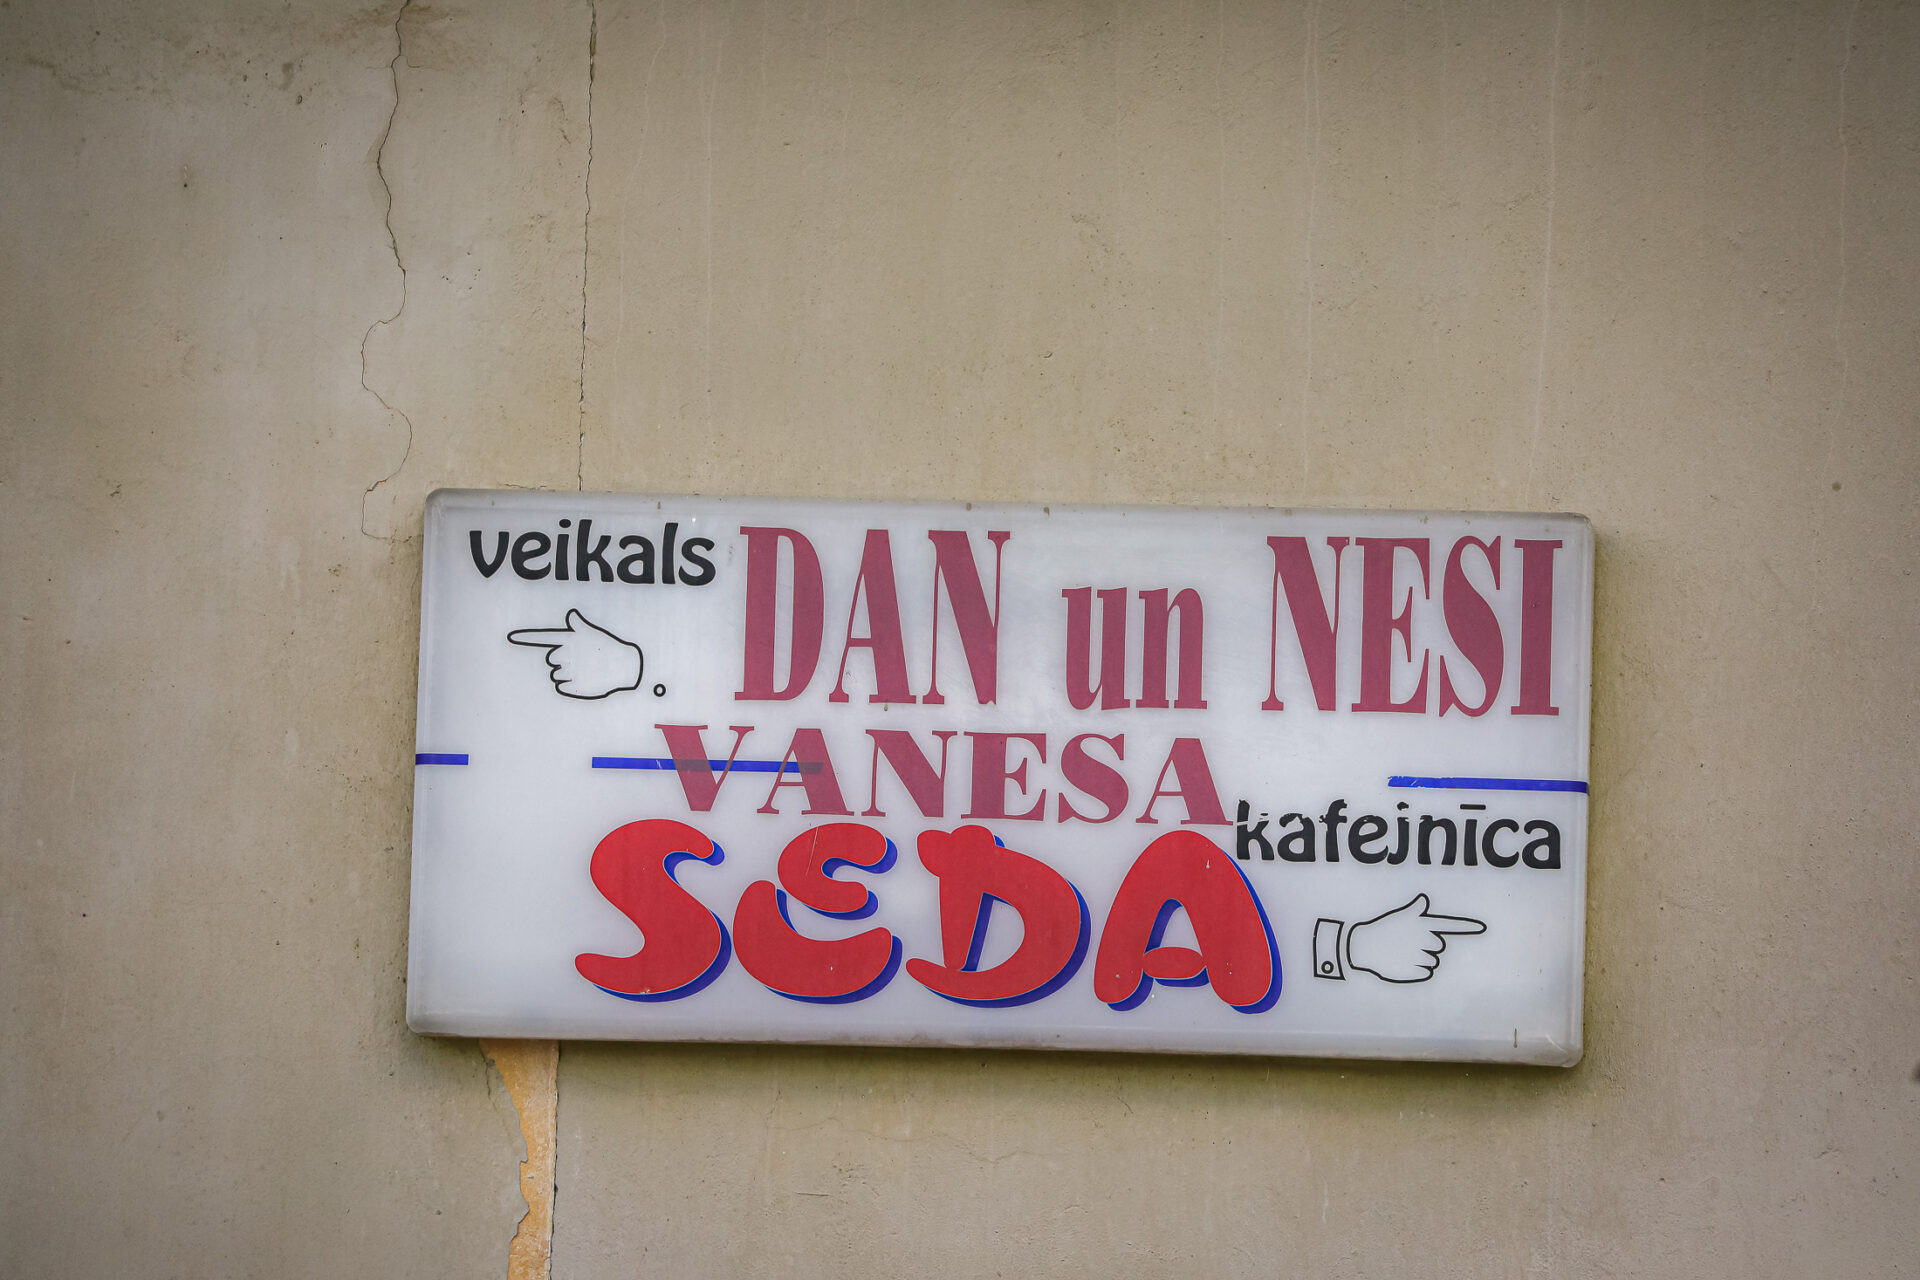 veikals DAN un NESI
VANESA
kafejnīca
SEDA